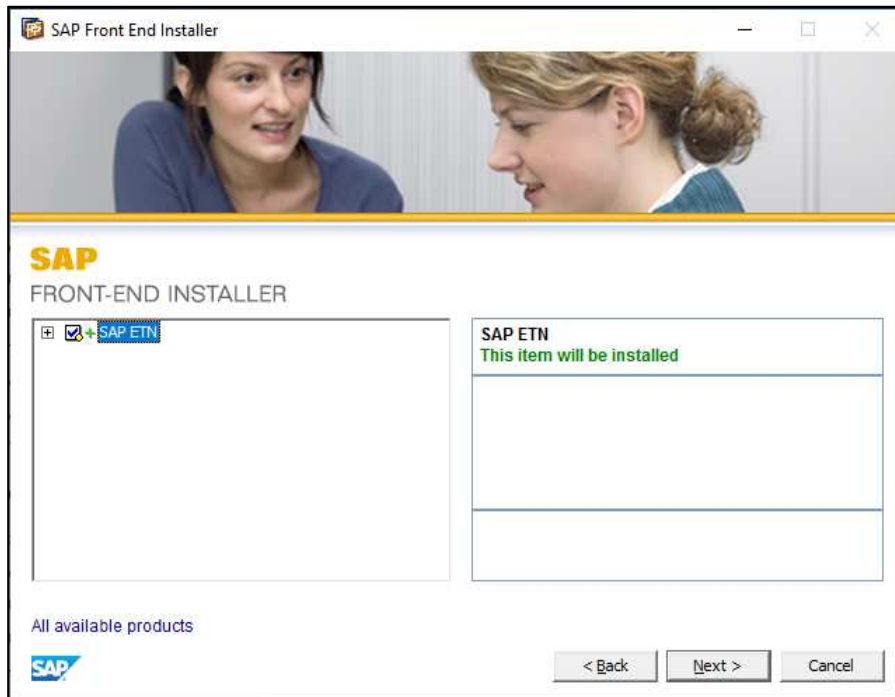 SAP Front End Installer
SAP
FRONT-END INSTALLER
SAP ETN
SAP ETN
This item will be installed
All available products
SAP
< Back
Next >
Cancel